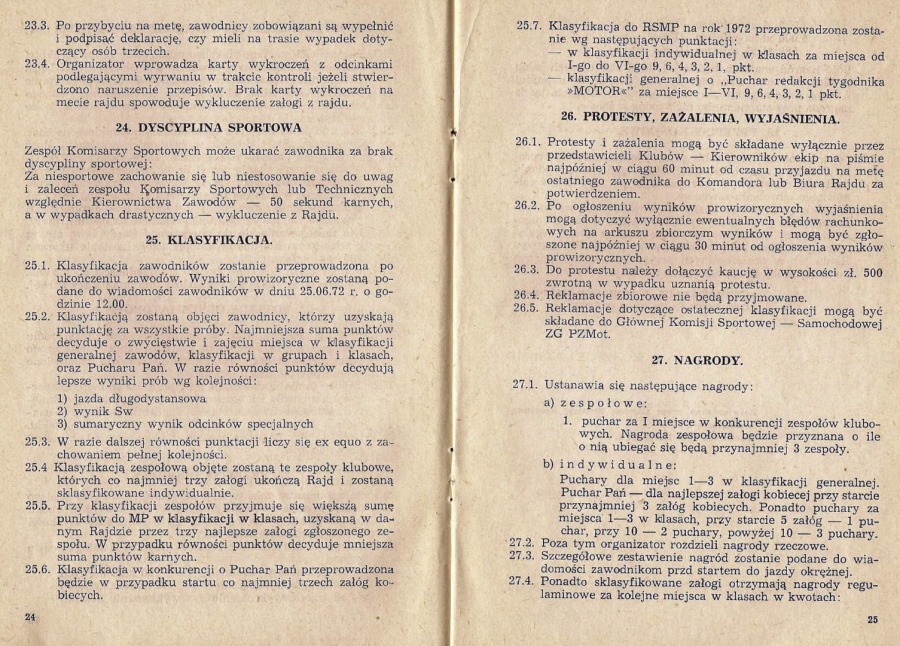 23.3. Po przybyciu na metę, zawodnicy zobowiązani są wypełnić
i podpisać deklarację, czy mieli na trasie wypadek doty-
czący osób trzecich.
23.4. Organizator wprowadza karty wykroczeń z odcinkami
podlegającymi wyrwaniu w trakcie kontroli jeżeli stwier-
dzono naruszenie przepisów. Brak karty wykroczeń na
mecie rajdu spowoduje wykluczenie załogi z rajdu.
24. DYSCYPLINA SPORTOWA
Zespół Komisarzy Sportowych może ukarać zawodnika za brak
dyscypliny sportowej:
Za niesportowe zachowanie się lub niestosowanie się do uwag
i zaleceń zespołu Komisarzy Sportowych lub Technicznych
względnie Kierownictwa Zawodów — 50 sekund karnych,
a w wypadkach drastycznych — wykluczenie z Rajdu.
25. KLASYFIKACJA.
25.1. Klasyfikacja zawodników zostanie przeprowadzona po
ukończeniu zawodów. Wyniki prowizoryczne zostaną po-
dane do wiadomości zawodników w dniu 25.06.72 r. o go-
dzinie 12.00.
25.2. Klasyfikacją zostaną objęci zawodnicy, którzy uzyskają
punktację za wszystkie próby. Najmniejsza suma punktów
decyduje o zwycięstwie i zajęciu miejsca w klasyfikacji
generalnej zawodów, klasyfikacji w grupach i klasach,
oraz Pucharu Pań. W razie równości punktów decydują
lepsze wyniki prób wg kolejności:
1) jazda długodystansowa
2) wynik Sw
3) sumaryczny wynik odcinków specjalnych
25.3. W razie dalszej równości punktacji liczy się ex equo z za-
chowaniem pełnej kolejności.
25.4 Klasyfikacją zespołową objęte zostaną te zespoły klubowe,
których co najmniej trzy załogi ukończą Rajd i zostaną
sklasyfikowane indywidualnie.
25.5. Przy klasyfikacji zespołów przyjmuje się większą sumę
punktów do MP w klasyfikacji w klasach, uzyskaną w da-
nym Rajdzie przez trzy najlepsze załogi zgłoszonego ze-
społu. W przypadku równości punktów decyduje mniejsza
suma punktów karnych.
25.6. Klasyfikacja w konkurencji o Puchar Pań przeprowadzona
będzie w przypadku startu co najmniej trzech załóg ko-
biecych.
24
25.7. Klasyfikacja do RSMP na rok 1972 przeprowadzona zosta-
nie wg następujących punktacji:
— w klasyfikacji indywidualnej w klasach za miejsca od
I-go do VI-go 9, 6, 4, 3, 2, 1, pkt.
— klasyfikacji generalnej o „Puchar redakcji tygodnika
»MOTOR«" za miejsce I—VI, 9, 6, 4, 3, 2, 1 pkt.
26. PROTESTY, ZAŻALENIA, WYJAŚNIENIA.
26.1. Protesty i zażalenia mogą być składane wyłącznie przez
przedstawicieli Klubów — Kierowników ekip na piśmie
najpóźniej w ciągu 60 minut od czasu przyjazdu na metę
ostatniego zawodnika do Komandora lub Biura Rajdu za
potwierdzeniem.
26.2. Po ogłoszeniu wyników prowizorycznych wyjaśnienia
mogą dotyczyć wyłącznie ewentualnych błędów rachunko-
wych na arkuszu zbiorczym wyników i mogą być zgło-
szone najpóźniej w ciągu 30 minut od ogłoszenia wyników
prowizorycznych.
26.3. Do protestu należy dołączyć kaucję w wysokości zł. 500
zwrotną w wypadku uznania protestu.
26.4. Reklamacje zbiorowe nie będą przyjmowane.
26.5. Reklamacje dotyczące ostatecznej klasyfikacji mogą być
składane do Głównej Komisji Sportowej — Samochodowej
ZG PZMot.
27. NAGRODY.
27.1. Ustanawia się następujące nagrody:
a) zespołowe:
1. puchar za I miejsce w konkurencji zespołów klubo-
wych. Nagroda zespołowa będzie przyznana o ile
o nią ubiegać się będą przynajmniej 3 zespoły.
b) indywidualne:
Puchary dla miejsc 1—3 w klasyfikacji generalnej.
Puchar Pań — dla najlepszej załogi kobiecej przy starcie
przynajmniej 3 załóg kobiecych. Ponadto puchary za
miejsca 1—3 w klasach, przy starcie 5 załóg — 1 pu-
char, przy 10 — 2 puchary, powyżej 10 — 3 puchary.
27.2. Poza tym organizator rozdzieli nagrody rzeczowe.
27.3. Szczegółowe zestawienie nagród zostanie podane do wia-
domości zawodnikom przd startem do jazdy okrężnej.
27.4. Ponadto sklasyfikowane załogi otrzymają nagrody regu-
laminowe za kolejne miejsca w klasach w kwotach:
25